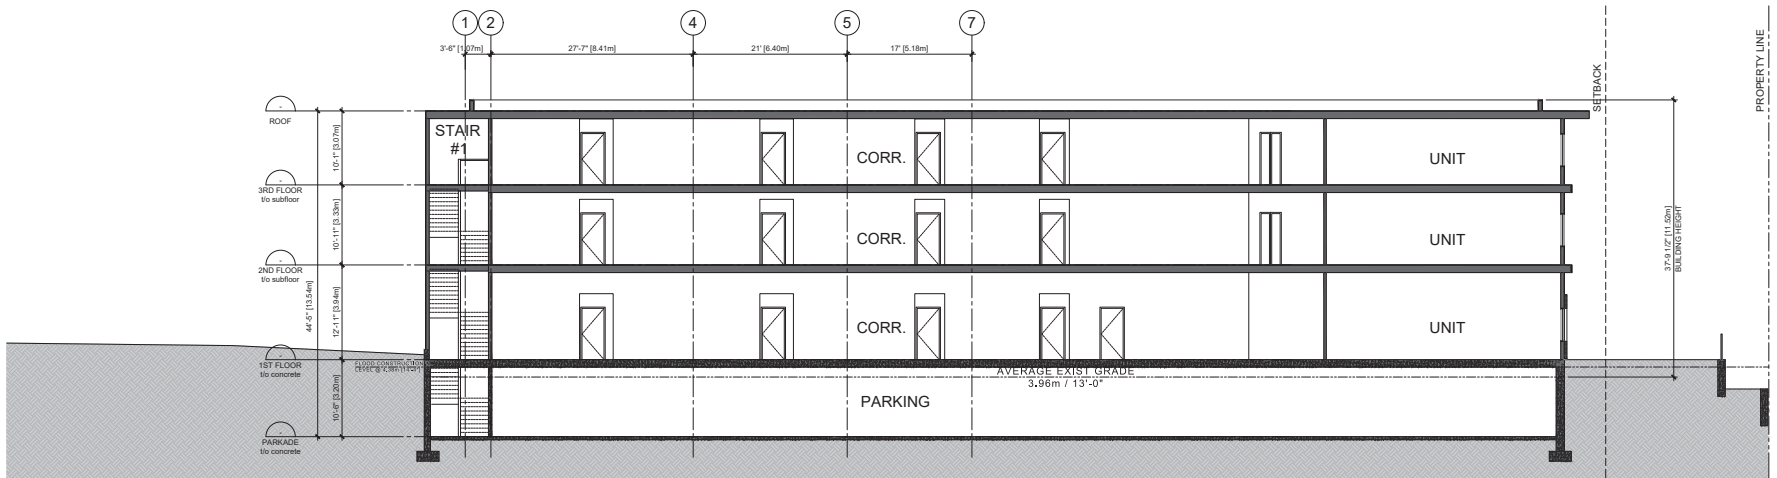 1 2 4 5 7
3'-6" [1.07m] 27'-7" [8.41m] 21' [6.40m] 17' [5.18m]
SETBACK
PROPERTY LINE
ROOF
STAIR
#1
10'-1" [3.07m]
CORR. UNIT
3RD FLOOR
t/o subfloor
10'-11" [3.33m]
CORR. UNIT
37'-9 1/2" [11.52m]
BUILDING HEIGHT
2ND FLOOR
t/o subfloor
44'-5" [13.54m]
12'-11" [3.94m]
CORR. UNIT
1ST FLOOR
t/o concrete
FLOOD CONSTRUCTION
LEVEL @
AVERAGE EXIST GRADE
3.96m / 13'-0"
10'-6" [3.20m]
PARKING
PARKADE
t/o concrete